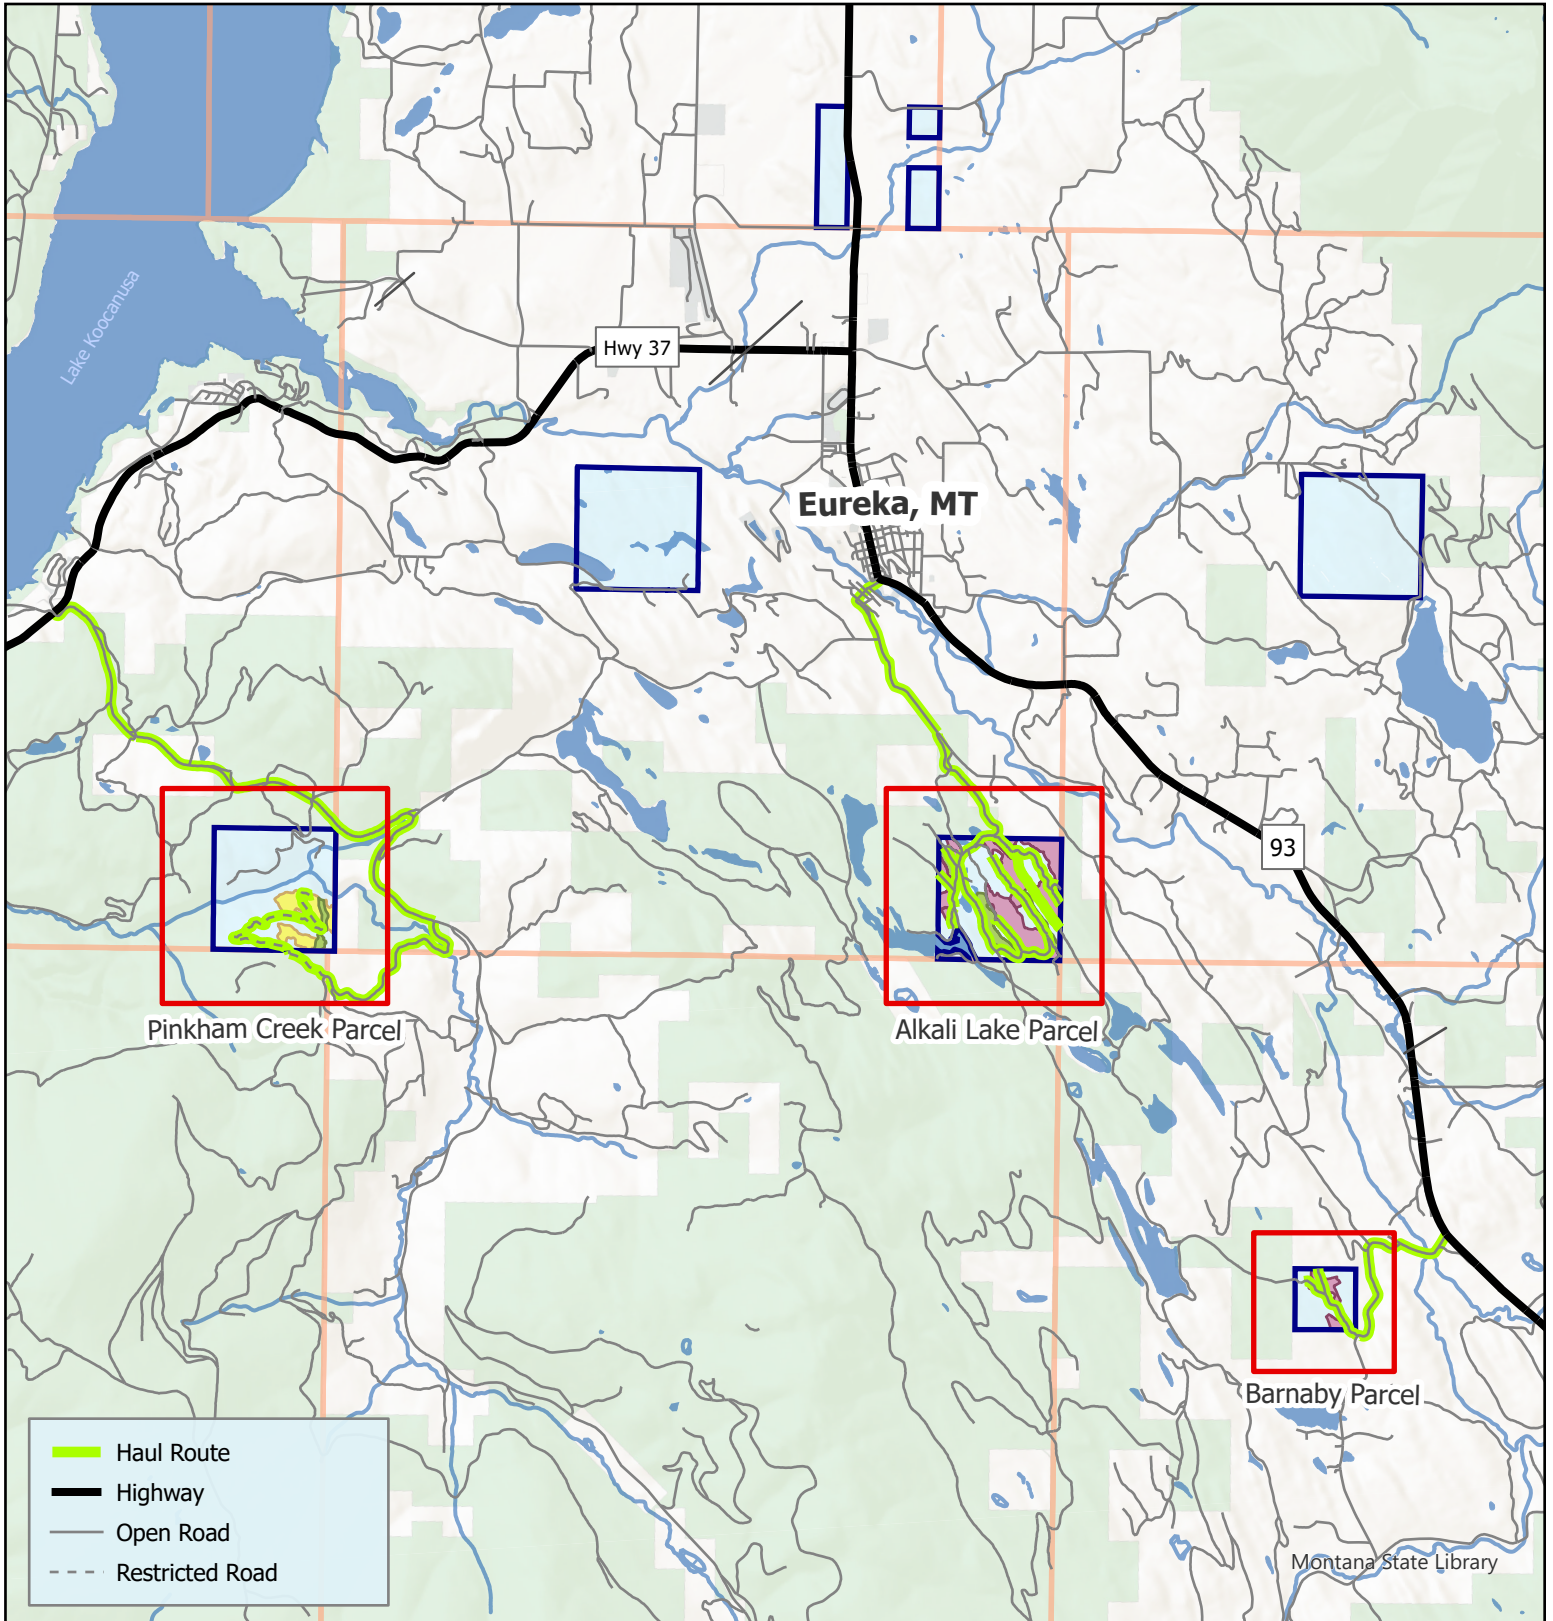 Lake Koocanusa
Hwy 37
Eureka, MT
93
Pinkham Creek Parcel
Alkali Lake Parcel
Barnaby Parcel
Haul Route
Highway
Open Road
Restricted Road
Montana State Library